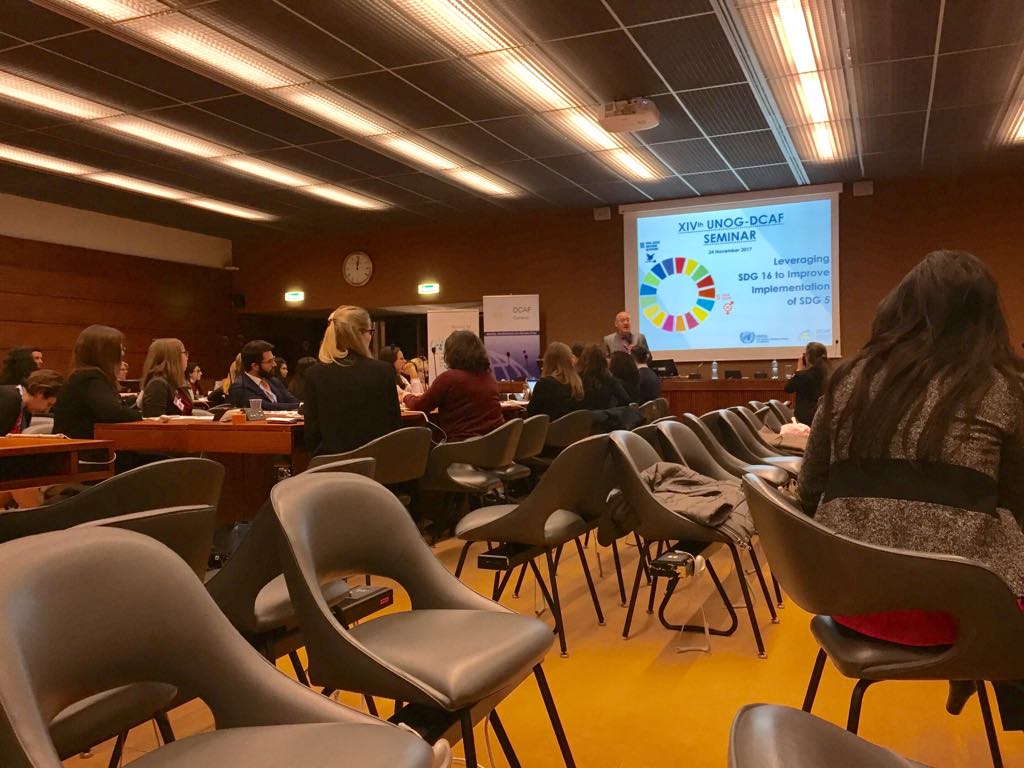 XIVth UNOG-DCAF
SEMINAR
24 November 2017
Leveraging
SDG 16 to Improve
Implementation
of SDG 5
DCAF